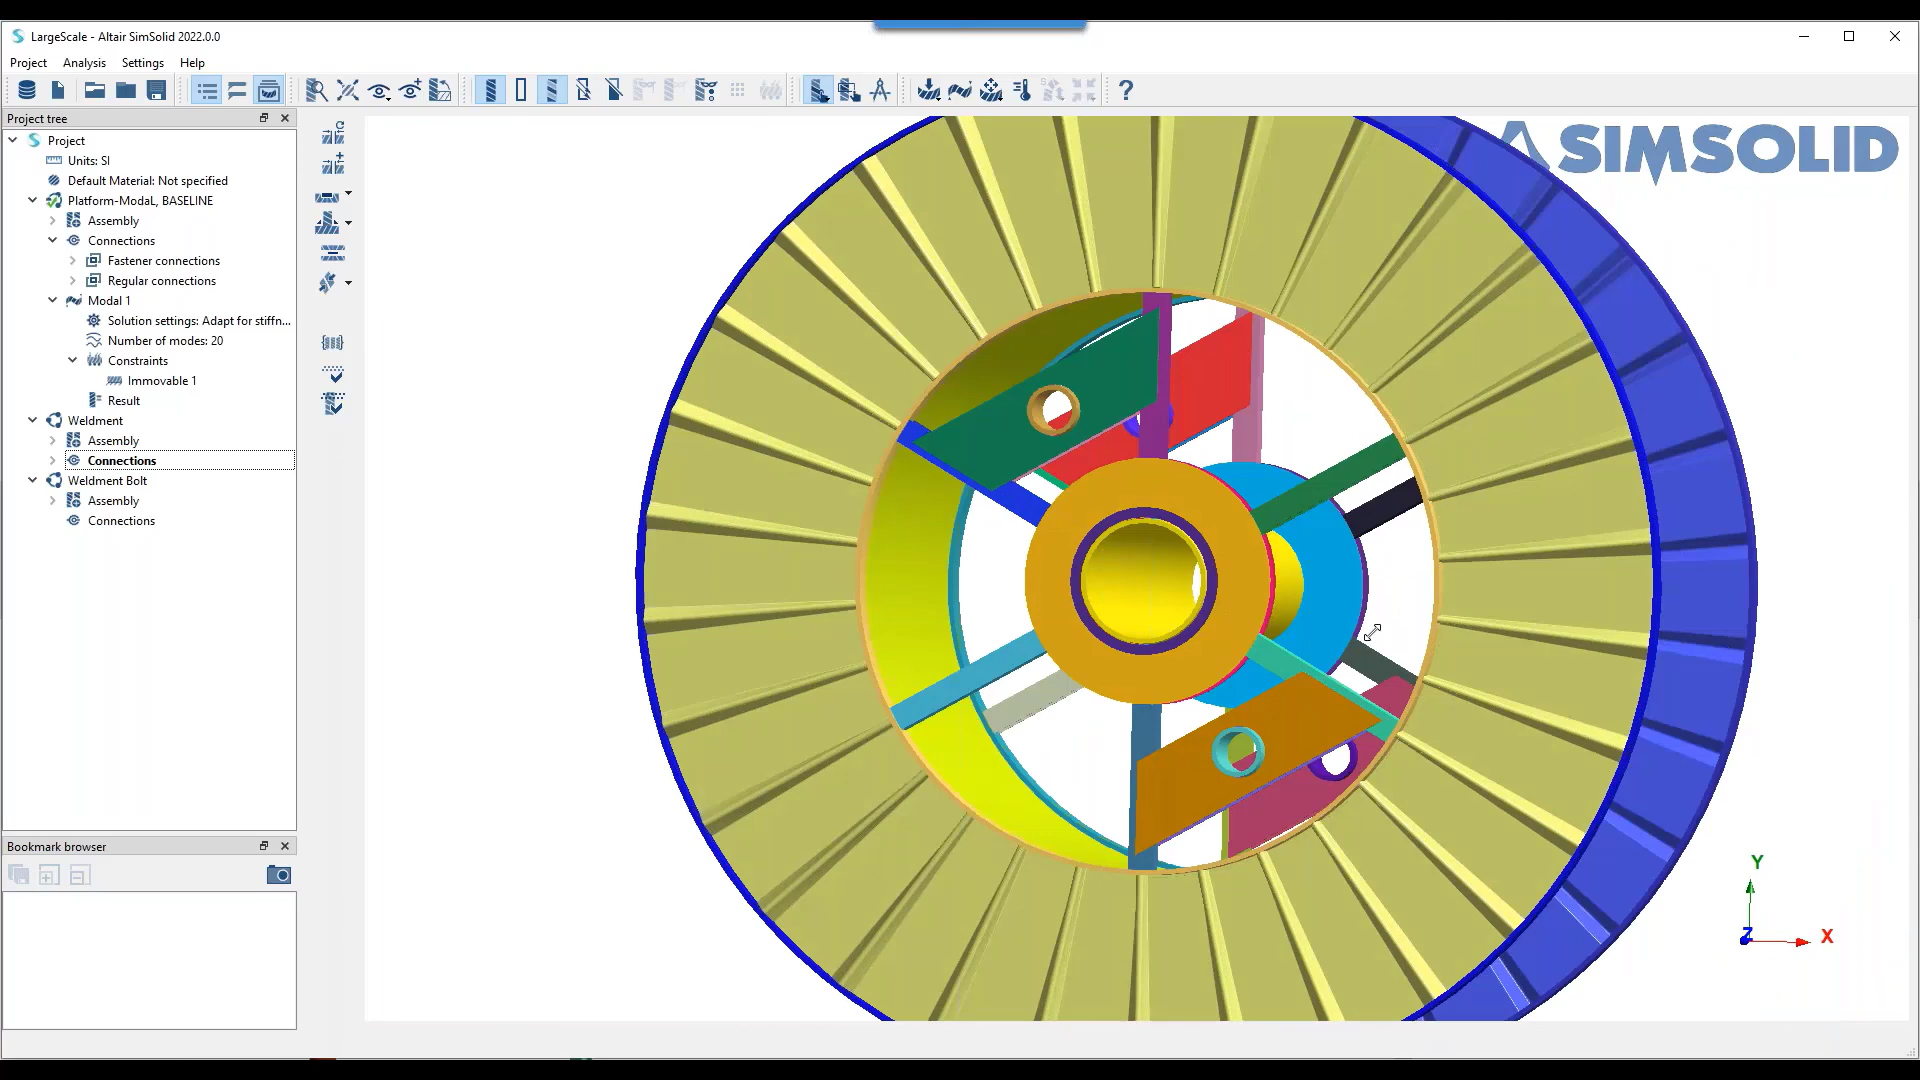 LargeScale - Altair SimSolid 2022.0.0
Project Analysis Settings Help
Project tree
Project
Units: SI
Default Material: Not specified
Platform-ModaL, BASELINE
Assembly
Connections
Fastener connections
Regular connections
Modal 1
Solution settings: Adapt for stiffn...
Number of modes: 20
Constraints
Immovable 1
Result
Weldment
Assembly
Connections
Weldment Bolt
Assembly
Connections
Bookmark browser
SIMSOLID
Y
Z
X